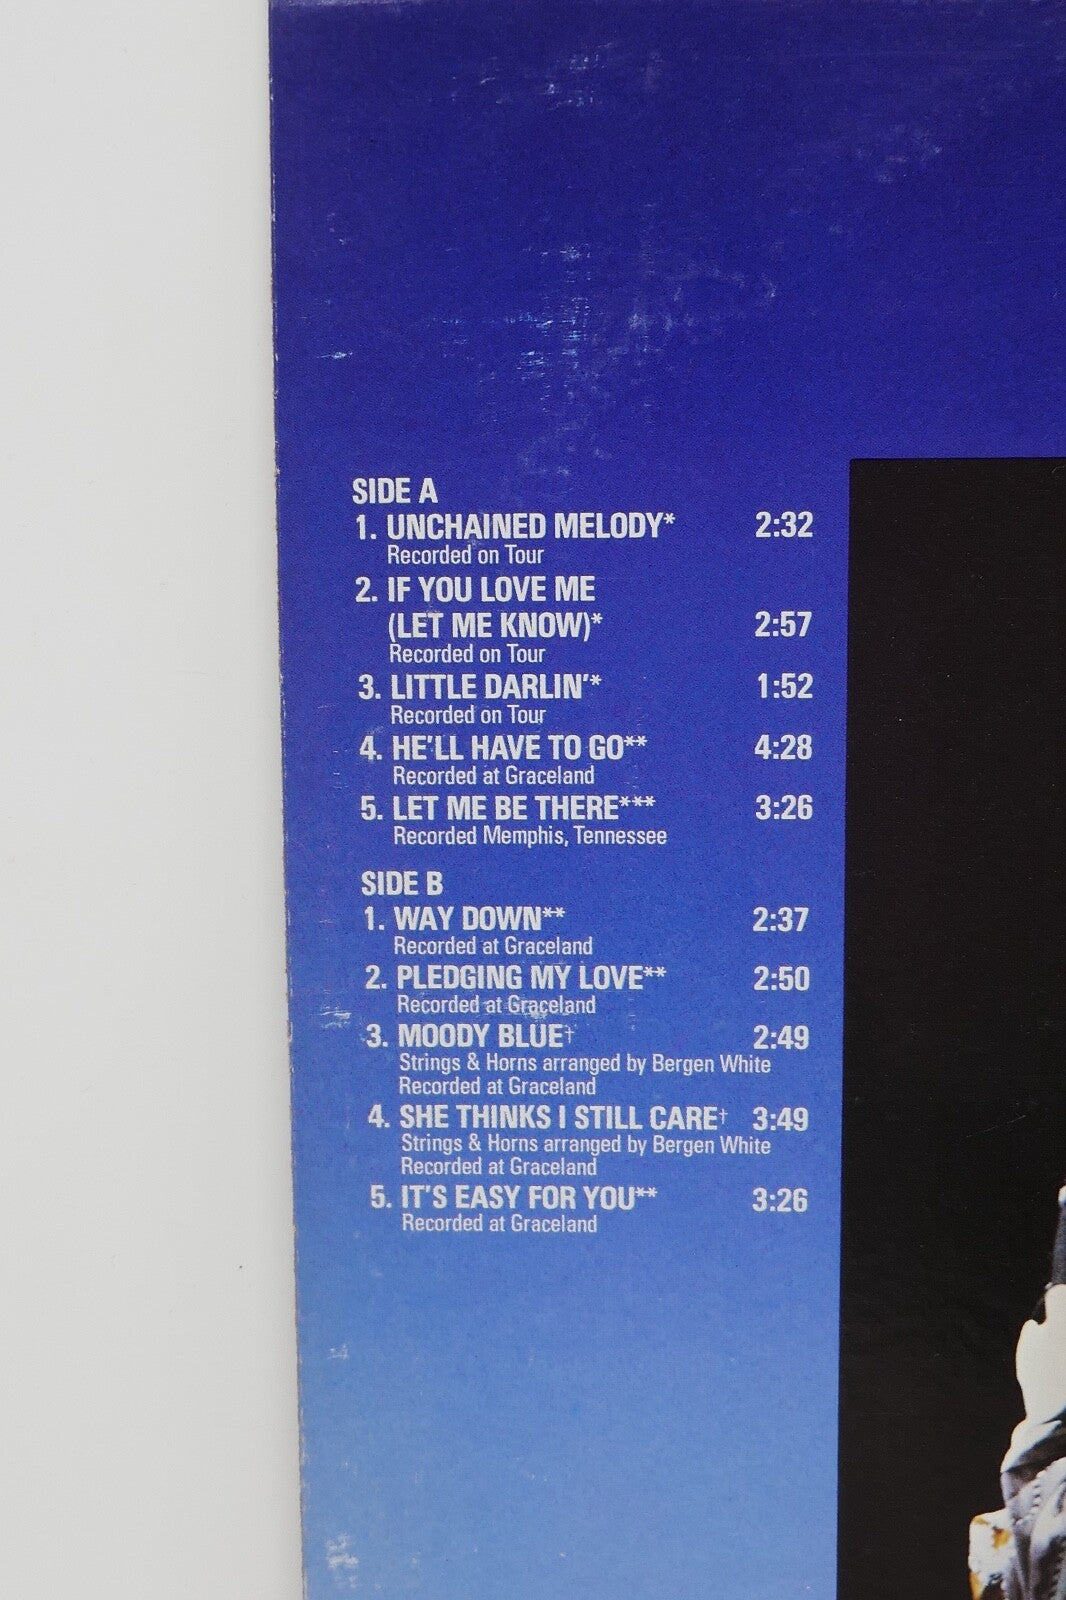 SIDE A
1. UNCHAINED MELODY* 2:32
Recorded on Tour
2. IF YOU LOVE ME
(LET ME KNOW)* 2:57
Recorded on Tour
3. LITTLE DARLIN'* 1:52
Recorded on Tour
4. HE'LL HAVE TO GO** 4:28
Recorded at Graceland
5. LET ME BE THERE*** 3:26
Recorded Memphis, Tennessee
SIDE B
1. WAY DOWN** 2:37
Recorded at Graceland
2. PLEDGING MY LOVE** 2:50
Recorded at Graceland
3. MOODY BLUE† 2:49
Strings & Horns arranged by Bergen White
Recorded at Graceland
4. SHE THINKS I STILL CARE† 3:49
Strings & Horns arranged by Bergen White
Recorded at Graceland
5. IT'S EASY FOR YOU** 3:26
Recorded at Graceland